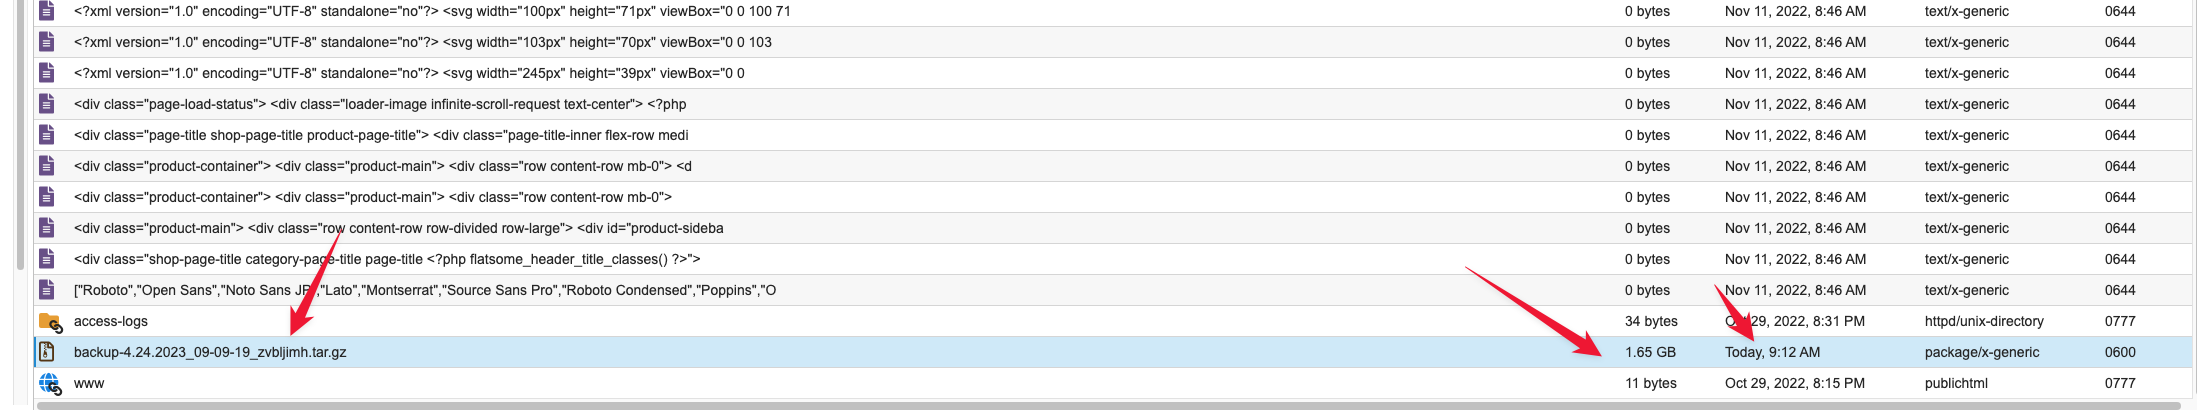 <?xml version="1.0" encoding="UTF-8" standalone="no"?> <svg width="100px" height="71px" viewBox="0 0 100 71 0 bytes Nov 11, 2022, 8:46 AM text/x-generic 0644
<?xml version="1.0" encoding="UTF-8" standalone="no"?> <svg width="103px" height="70px" viewBox="0 0 103 0 bytes Nov 11, 2022, 8:46 AM text/x-generic 0644
<?xml version="1.0" encoding="UTF-8" standalone="no"?> <svg width="245px" height="39px" viewBox="0 0 0 bytes Nov 11, 2022, 8:46 AM text/x-generic 0644
<div class="page-load-status"> <div class="loader-image infinite-scroll-request text-center"> <?php 0 bytes Nov 11, 2022, 8:46 AM text/x-generic 0644
<div class="page-title shop-page-title product-page-title"> <div class="page-title-inner flex-row medi 0 bytes Nov 11, 2022, 8:46 AM text/x-generic 0644
<div class="product-container"> <div class="product-main"> <div class="row content-row mb-0"> <d 0 bytes Nov 11, 2022, 8:46 AM text/x-generic 0644
<div class="product-container"> <div class="product-main"> <div class="row content-row mb-0"> 0 bytes Nov 11, 2022, 8:46 AM text/x-generic 0644
<div class="product-main"> <div class="row content-row row-divided row-large"> <div id="product-sideba 0 bytes Nov 11, 2022, 8:46 AM text/x-generic 0644
<div class="shop-page-title category-page-title page-title <?php flatsome_header_title_classes() ?>"> 0 bytes Nov 11, 2022, 8:46 AM text/x-generic 0644
["Roboto","Open Sans","Noto Sans JP","Lato","Montserrat","Source Sans Pro","Roboto Condensed","Poppins","O 0 bytes Nov 11, 2022, 8:46 AM text/x-generic 0644
access-logs 34 bytes Oct 29, 2022, 8:31 PM httpd/unix-directory 0777
backup-4.24.2023_09-09-19_zvbljimh.tar.gz 1.65 GB Today, 9:12 AM package/x-generic 0600
www 11 bytes Oct 29, 2022, 8:15 PM publichtml 0777